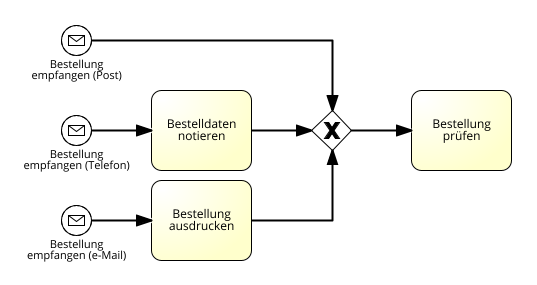 Bestellung
empfangen (Post)
Bestelldaten
notieren
X
Bestellung
prüfen
Bestellung
empfangen (Telefon)
Bestellung
ausdrucken
Bestellung
empfangen (e-Mail)